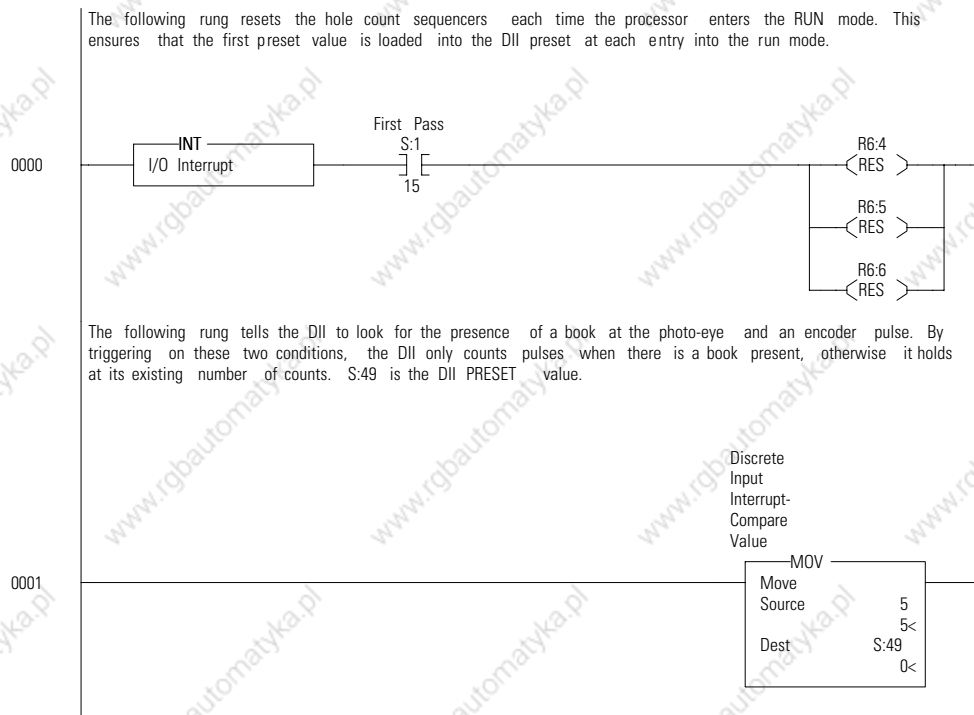 The following rung resets the hole count sequencers each time the processor enters the RUN mode. This
ensures that the first preset value is loaded into the DII preset at each entry into the run mode.
First Pass
INT
S:1
R6:4
0000
I/O Interrupt
RES
15
R6:5
RES
R6:6
RES
The following rung tells the DII to look for the presence of a book at the photo-eye and an encoder pulse. By
triggering on these two conditions, the DII only counts pulses when there is a book present, otherwise it holds
at its existing number of counts. S:49 is the DII PRESET value.
Discrete
Input
Interrupt-
Compare
Value
MOV
0001
Move
Source 5
5<
Dest S:49
0<
www.rgbautomatyka.pl